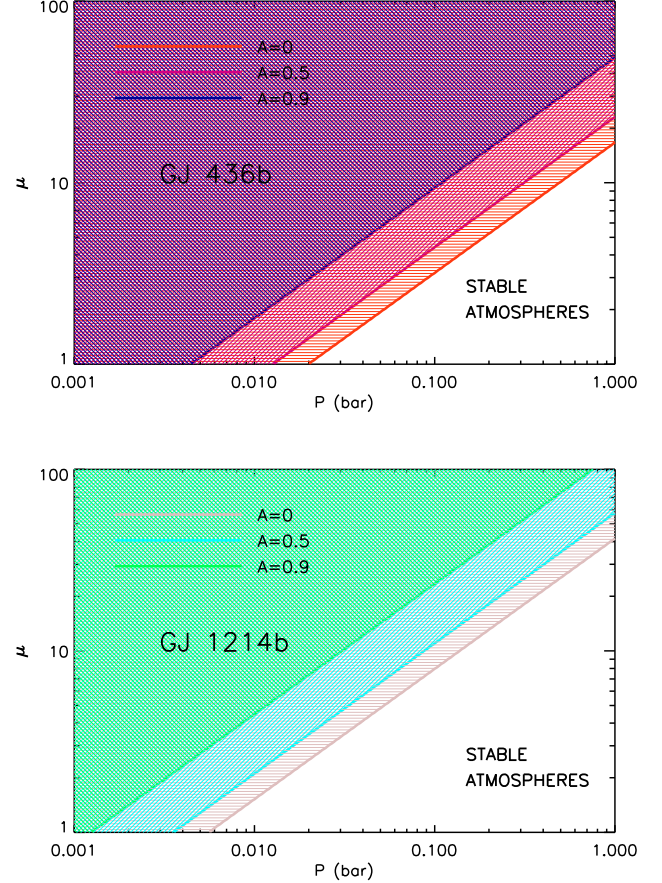 100
A=0
A=0.5
A=0.9
GJ 436b
μ
10
STABLE
ATMOSPHERES
1
0.001 0.010 0.100 1.000
P (bar)
100
A=0
A=0.5
A=0.9
GJ 1214b
μ
10
STABLE
ATMOSPHERES
1
0.001 0.010 0.100 1.000
P (bar)